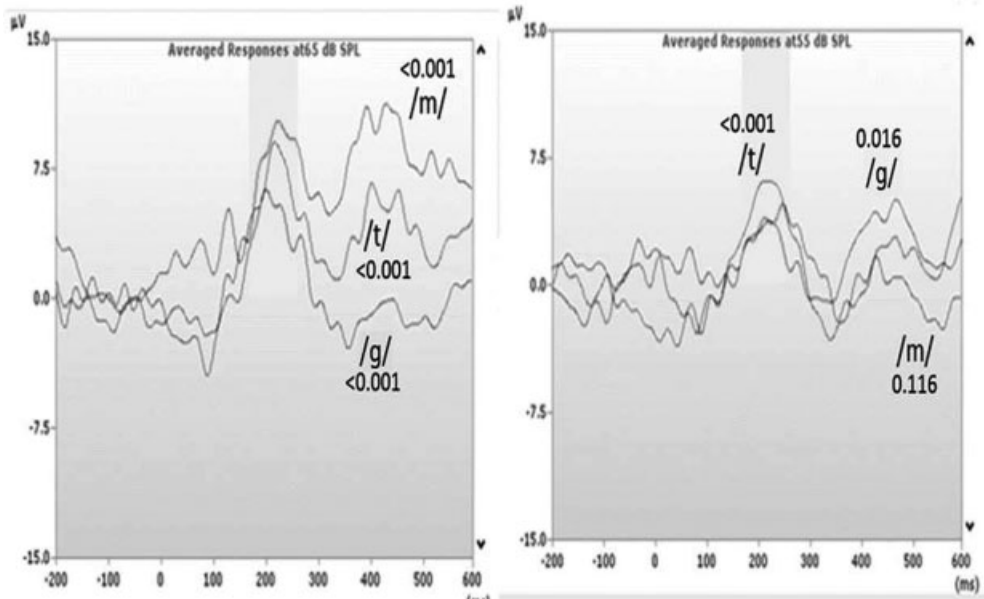 μV
Averaged Responses at65 dB SPL
15.0
7.5
0.0
-7.5
-15.0
<0.001
/m/
/t/
<0.001
/g/
<0.001
-200 -100 0 100 200 300 400 500 600
μV
Averaged Responses at55 dB SPL
15.0
7.5
0.0
-7.5
-15.0
<0.001
/t/
0.016
/g/
/m/
0.116
-200 -100 0 100 200 300 400 500 600
(ms)